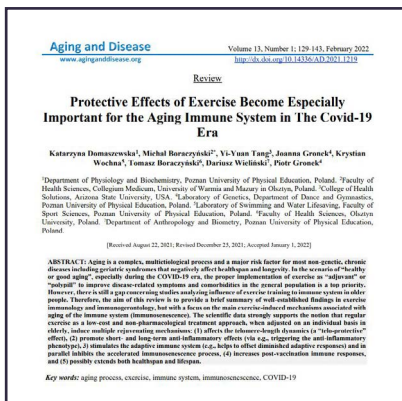 Aging and Disease
Volume 13, Number 1; 129-143, February 2022
www.aginganddisease.org
http://dx.doi.org/10.14336/AD.2021.1219
Review
Protective Effects of Exercise Become Especially
Important for the Aging Immune System in The Covid-19
Era
Katarzyna Domaszewska¹, Michał Boraczyński²*, Yi-Yuan Tang³, Joanna Gronek⁴, Krystian
Wochna⁵, Tomasz Boraczyński⁶, Dariusz Wieliński⁷, Piotr Gronek⁴
¹Department of Physiology and Biochemistry, Poznan University of Physical Education, Poland. ²Faculty of
Health Sciences, Collegium Medicum, University of Warmia and Mazury in Olsztyn, Poland. ³College of Health
Solutions, Arizona State University, USA. ⁴Laboratory of Genetics, Department of Dance and Gymnastics,
Poznan University of Physical Education, Poland. ⁵Laboratory of Swimming and Water Lifesaving, Faculty of
Sport Sciences, Poznan University of Physical Education, Poland. ⁶Faculty of Health Sciences, Olsztyn
University, Poland. ⁷Department of Anthropology and Biometry, Poznan University of Physical Education,
Poland.
[Received August 22, 2021; Revised December 23, 2021; Accepted January 1, 2022]
ABSTRACT: Aging is a complex, multietiological process and a major risk factor for most non-genetic, chronic
diseases including geriatric syndromes that negatively affect healthspan and longevity. In the scenario of “healthy
or good aging”, especially during the COVID-19 era, the proper implementation of exercise as “adjuvant” or
“polypill” to improve disease-related symptoms and comorbidities in the general population is a top priority.
However, there is still a gap concerning studies analyzing influence of exercise training to immune system in older
people. Therefore, the aim of this review is to provide a brief summary of well-established findings in exercise
immunology and immunogerontology, but with a focus on the main exercise-induced mechanisms associated with
aging of the immune system (immunosenescence). The scientific data strongly supports the notion that regular
exercise as a low-cost and non-pharmacological treatment approach, when adjusted on an individual basis in
elderly, induce multiple rejuvenating mechanisms: (1) affects the telomere-length dynamics (a “telo-protective”
effect), (2) promote short- and long-term anti-inflammatory effects (via e.g., triggering the anti-inflammatory
phenotype), 3) stimulates the adaptive immune system (e.g., helps to offset diminished adaptive responses) and in
parallel inhibits the accelerated immunosenescence process, (4) increases post-vaccination immune responses,
and (5) possibly extends both healthspan and lifespan.
Key words: aging process, exercise, immune system, immunosenescence, COVID-19